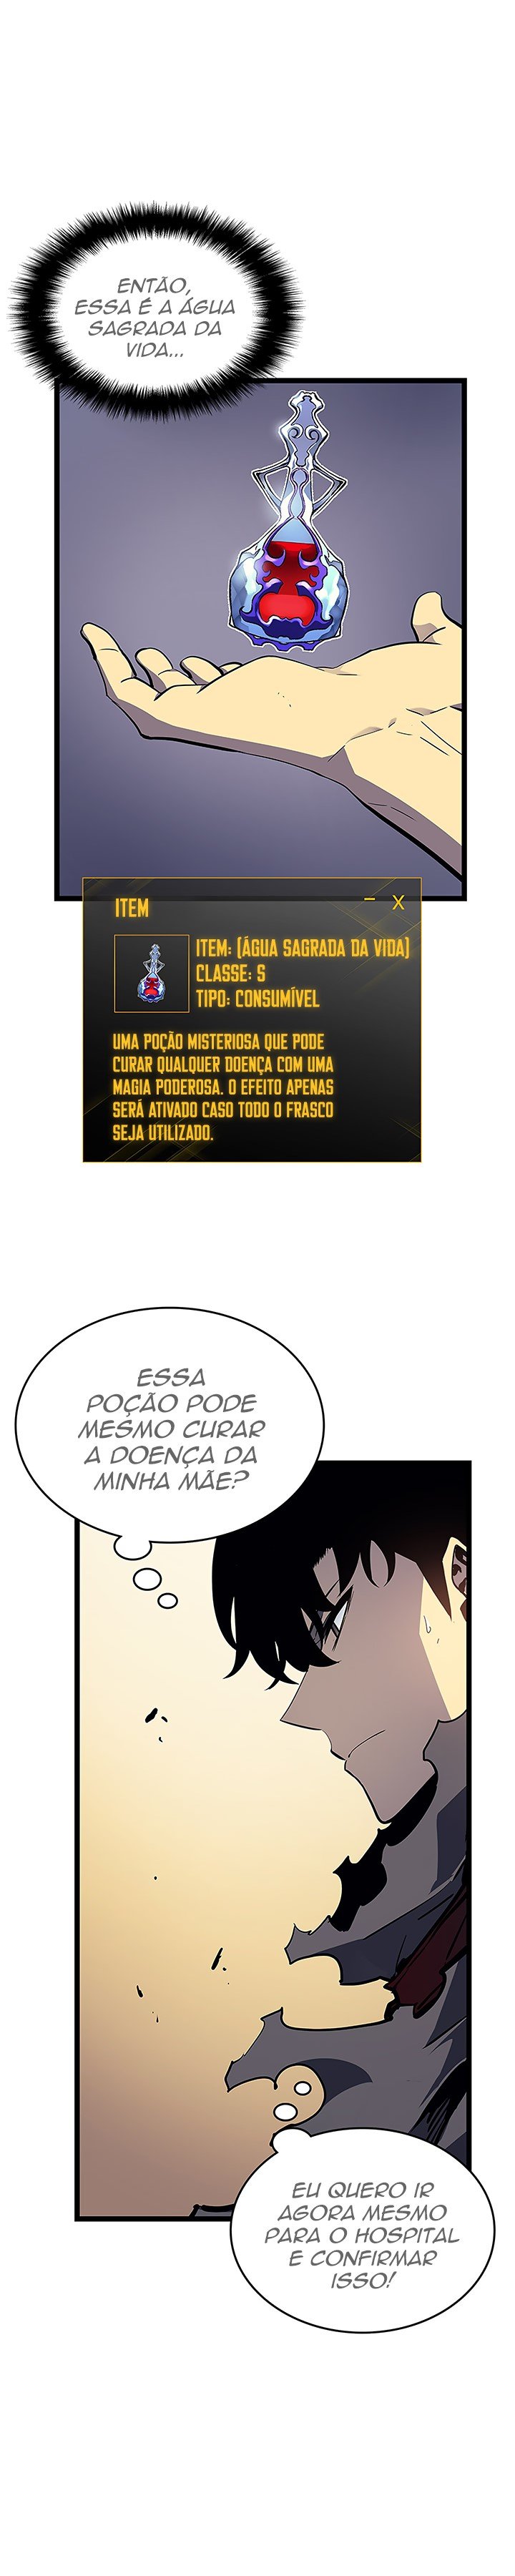 ENTÃO,
ESSA É A ÁGUA
SAGRADA DA
VIDA...
ITEM
- X
ITEM: (ÁGUA SAGRADA DA VIDA)
CLASSE: S
TIPO: CONSUMÍVEL
UMA POÇÃO MISTERIOSA QUE PODE
CURAR QUALQUER DOENÇA COM UMA
MAGIA PODEROSA. O EFEITO APENAS
SERÁ ATIVADO CASO TODO O FRASCO
SEJA UTILIZADO.
ESSA
POÇÃO PODE
MESMO CURAR
A DOENÇA DA
MINHA MÃE?
EU QUERO IR
AGORA MESMO
PARA O HOSPITAL
E CONFIRMAR
ISSO!